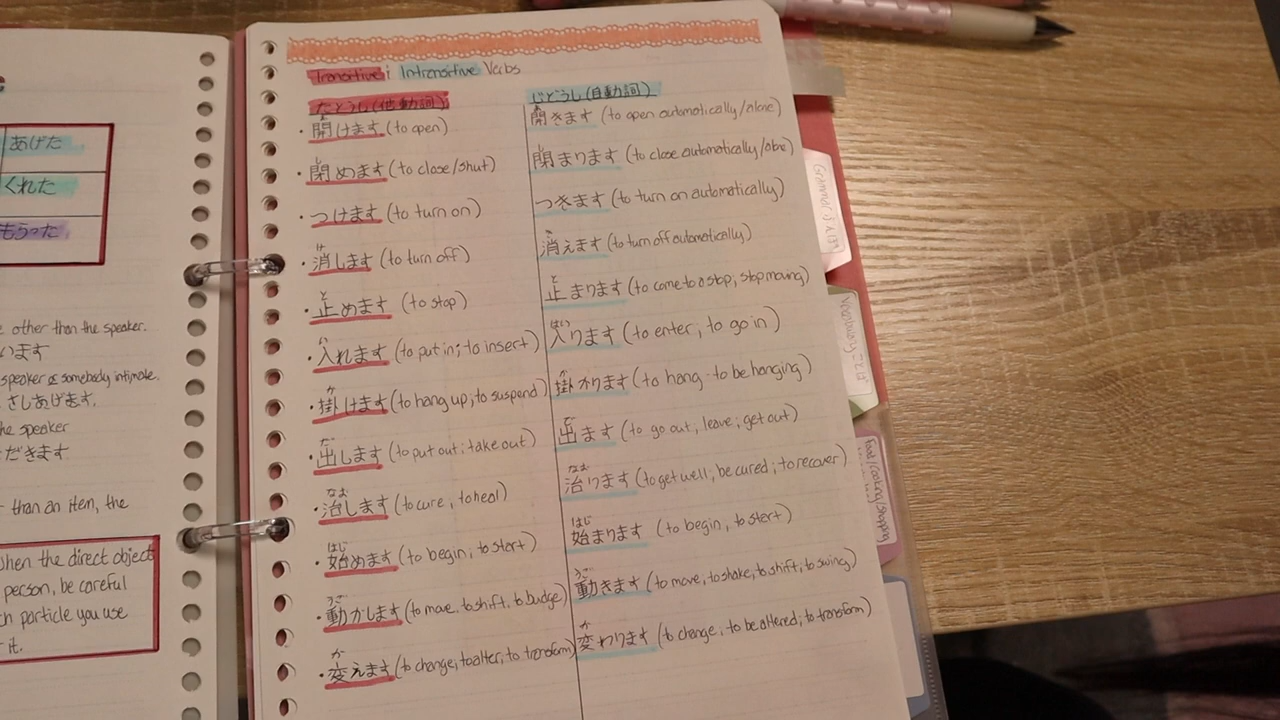 あげた
くれた
もらった
other than the speaker.
います
speaker or somebody intimate.
さしあげます.
the speaker
だきます
than an item, the
when the direct object
person, be careful
particle you use
it.
Transitive; Intransitive Verbs
たどうし(他動詞)
・開けます (to open)
・閉めます (to close/shut)
・つけます (to turn on)
・消します (to turn off)
・止めます (to stop)
・入れます (to put in; to insert)
・掛けます (to hang up; to suspend)
・出します (to put out; take out)
・治します (to cure, to heal)
・始めます (to begin; to start)
・動かします (to move, to shift, to budge)
・変えます (to change; to alter; to transform)
じどうし(自動詞)
開きます (to open automatically/alone)
閉まります (to close automatically/alone)
つきます (to turn on automatically)
消えます (to turn off automatically)
止まります (to come to a stop; stop moving)
入ります (to enter, to go in)
掛かります (to hang・to be hanging)
出ます (to go out, leave; get out)
治ります (to get well; be cured; to recover)
始まります (to begin, to start)
動きます (to move, to shake, to shift; to swing)
変わります (to change, to be altered; to transform)
Grammar ぶんぽう
Vocabulary ことば
Food/Cooking/Shopping